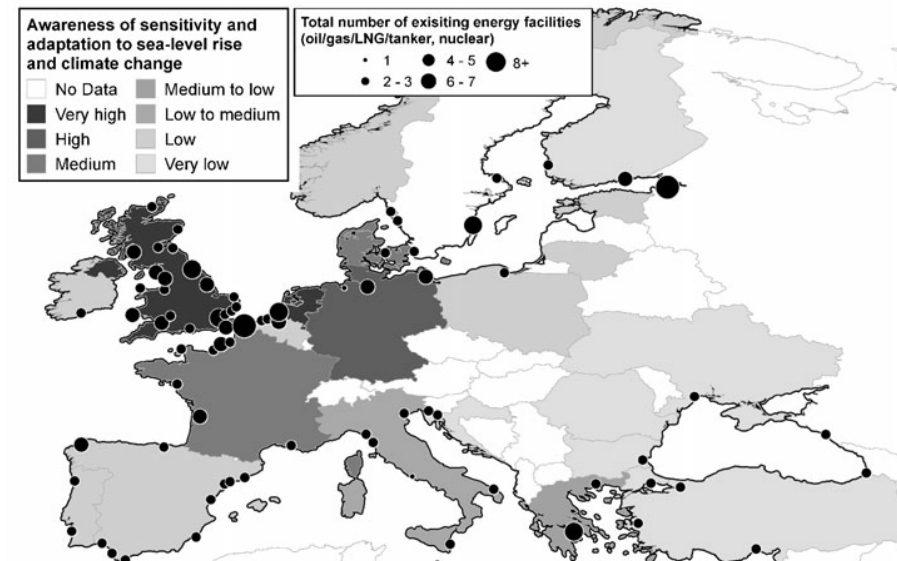 Awareness of sensitivity and
adaptation to sea-level rise
and climate change
No Data
Very high
High
Medium
Medium to low
Low to medium
Low
Very low
Total number of exisiting energy facilities
(oil/gas/LNG/tanker, nuclear)
1
2 - 3
4 - 5
6 - 7
8+